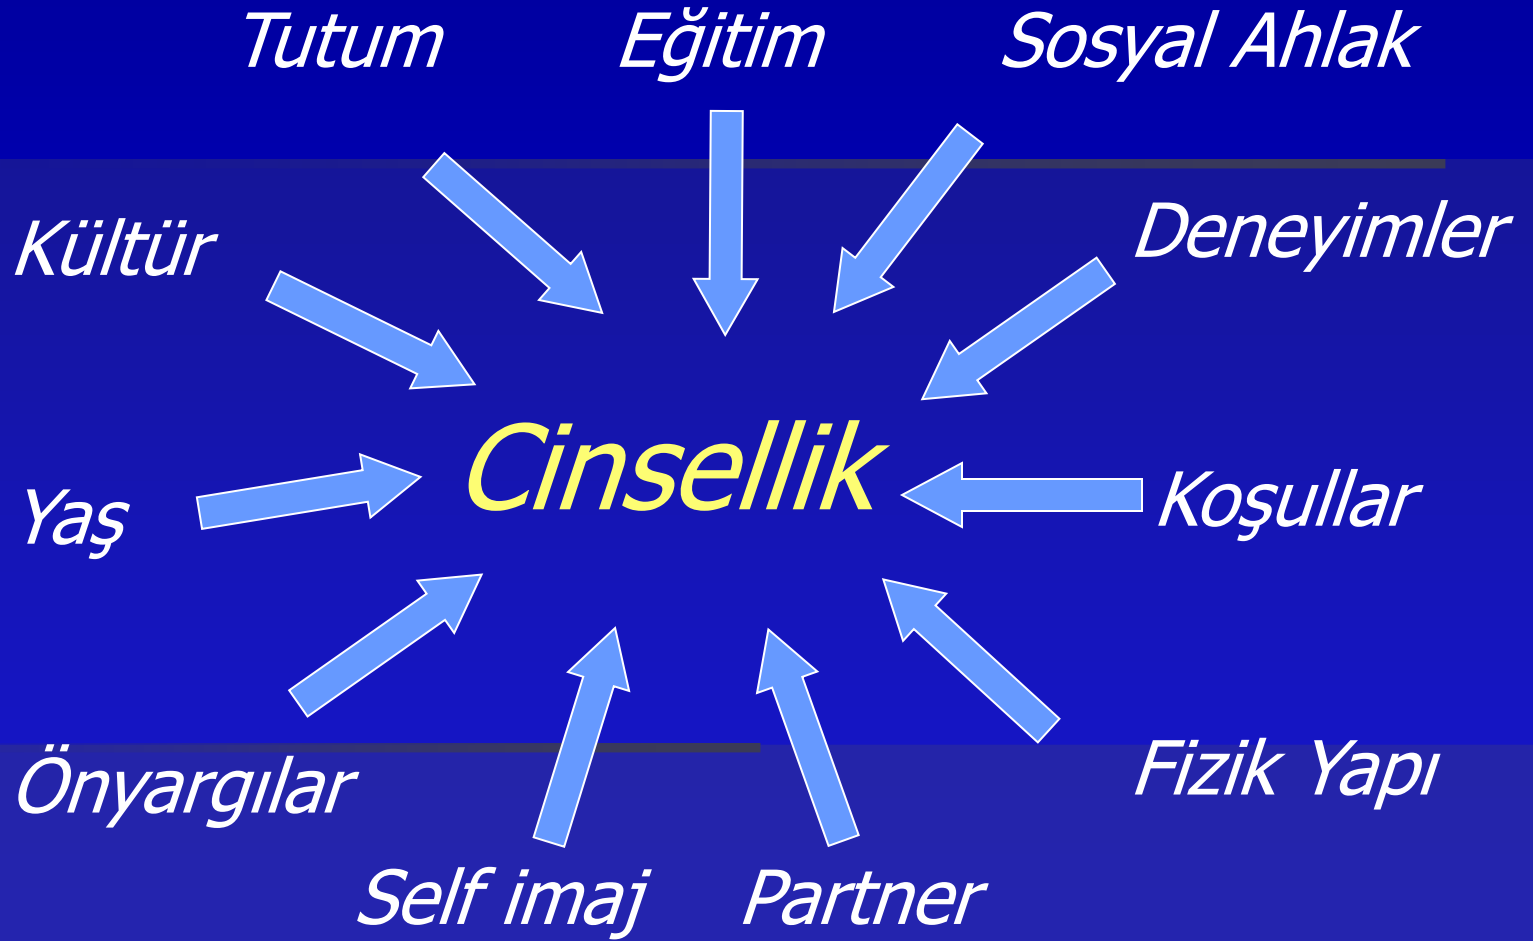 Tutum
Eğitim
Sosyal Ahlak
Kültür
Deneyimler
Cinsellik
Yaş
Koşullar
Önyargılar
Fizik Yapı
Self imaj
Partner